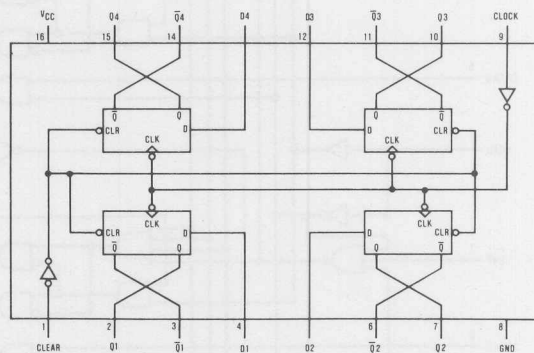 VCC Q4 Q̅4 D4 D3 Q̅3 Q3 CLOCK
16 15 14 13 12 11 10 9
Q̅ Q Q Q̅
CLR D D CLR
CLK CLK
CLR CLK D D CLK CLR
Q̅ Q Q Q̅
1 2 3 4 5 6 7 8
CLEAR Q1 Q̅1 D1 D2 Q̅2 Q2 GND